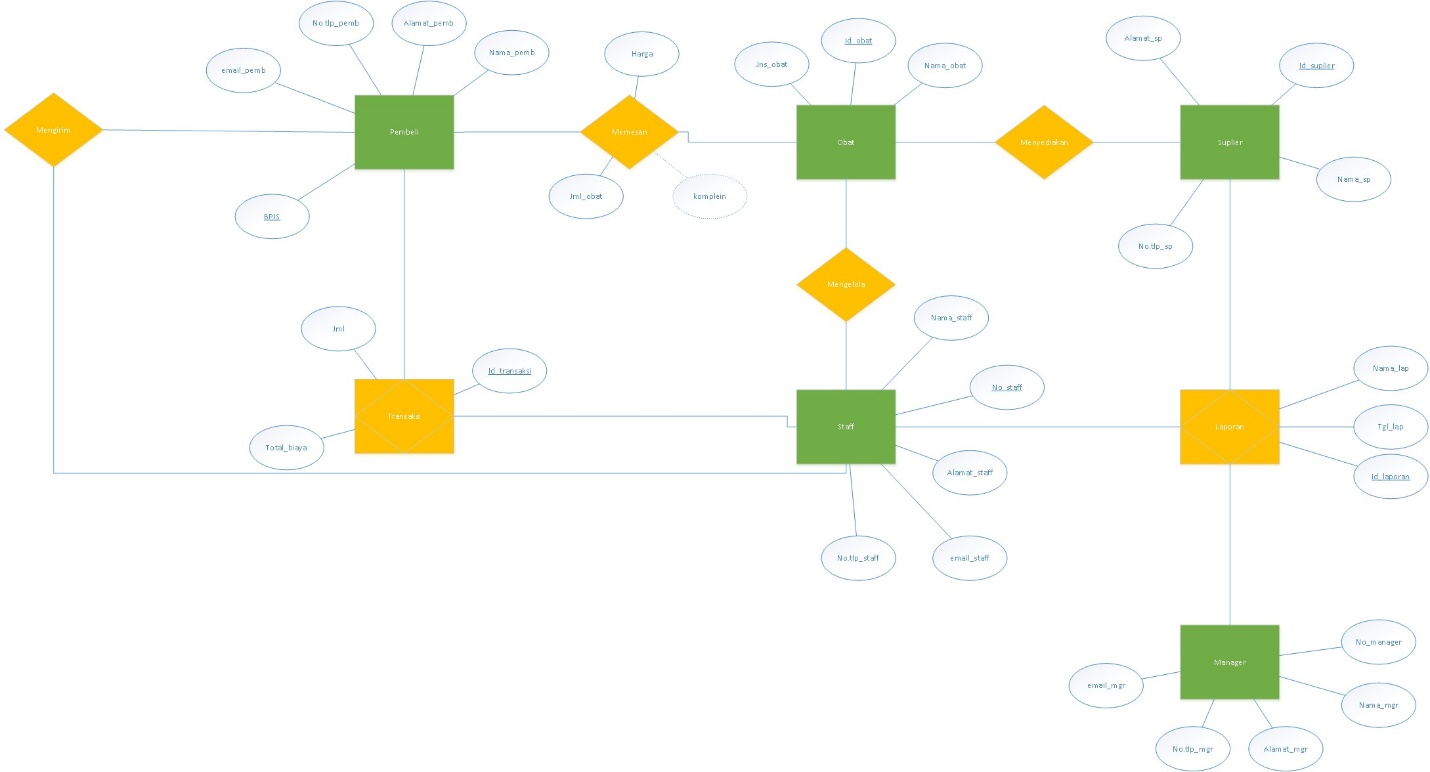 No.tlp_pemb
Alamat_pemb
Nama_pemb
email_pemb
Harga
Id_obat
Jns_obat
Nama_obat
Alamat_sp
Id_suplier
Mengirim
Pembeli
Memesan
Obat
Menyediakan
Suplier
Nama_sp
Jml_obat
komplein
BPJS
No.tlp_sp
Mengelola
Nama_staff
Jml
Id_transaksi
No_staff
Nama_lap
Transaksi
Staff
Laporan
Tgl_lap
Total_biaya
Alamat_staff
Id_laporan
No.tlp_staff
email_staff
No_manager
Manager
email_mgr
Nama_mgr
No.tlp_mgr
Alamat_mgr